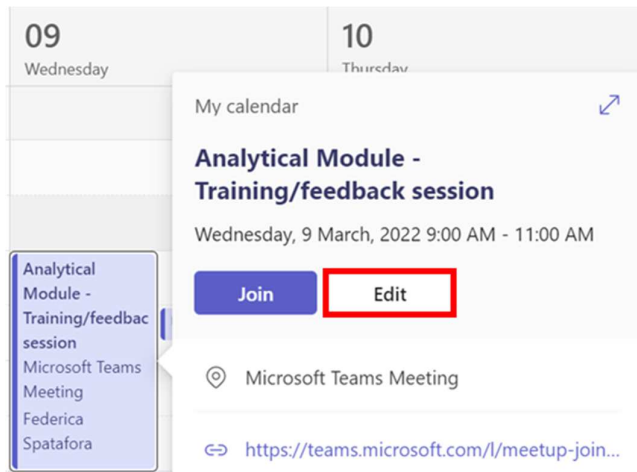 09
Wednesday
10
Thursday
My calendar
Analytical Module -
Training/feedback session
Wednesday, 9 March, 2022 9:00 AM - 11:00 AM
Join
Edit
Microsoft Teams Meeting
https://teams.microsoft.com/l/meetup-join...
Analytical
Module -
Training/feedbac
session
Microsoft Teams
Meeting
Federica
Spatafora